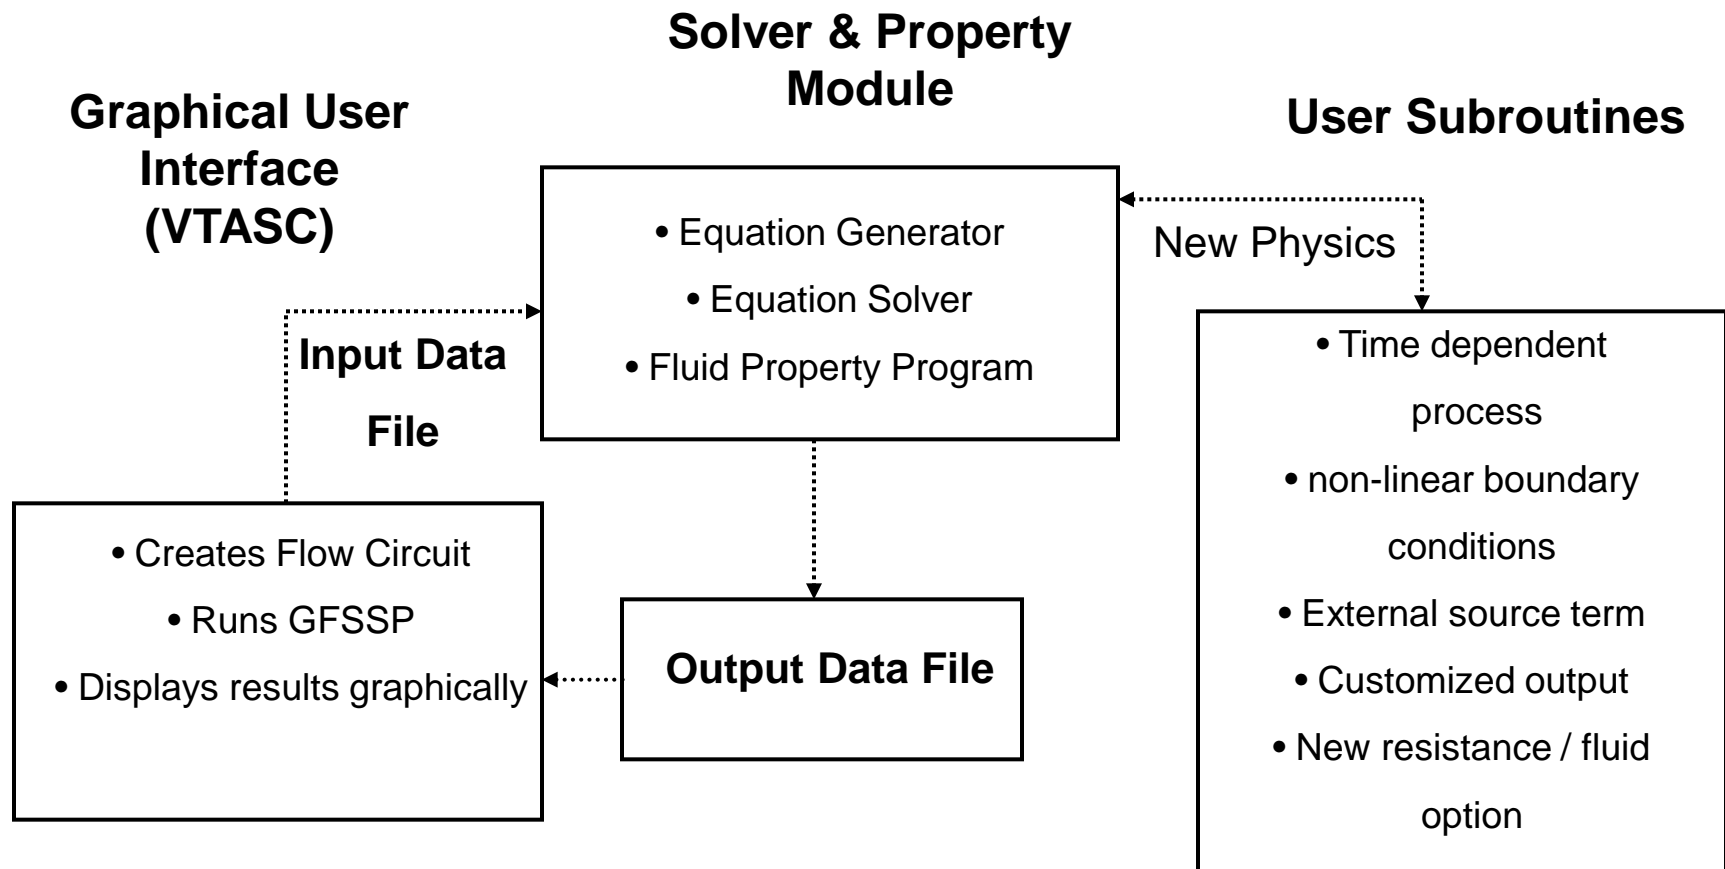 Solver & Property
Module
Graphical User
Interface
(VTASC)
User Subroutines
• Equation Generator
• Equation Solver
• Fluid Property Program
New Physics
Input Data
File
• Time dependent
process
• non-linear boundary
conditions
• External source term
• Customized output
• New resistance / fluid
option
• Creates Flow Circuit
• Runs GFSSP
• Displays results graphically
Output Data File